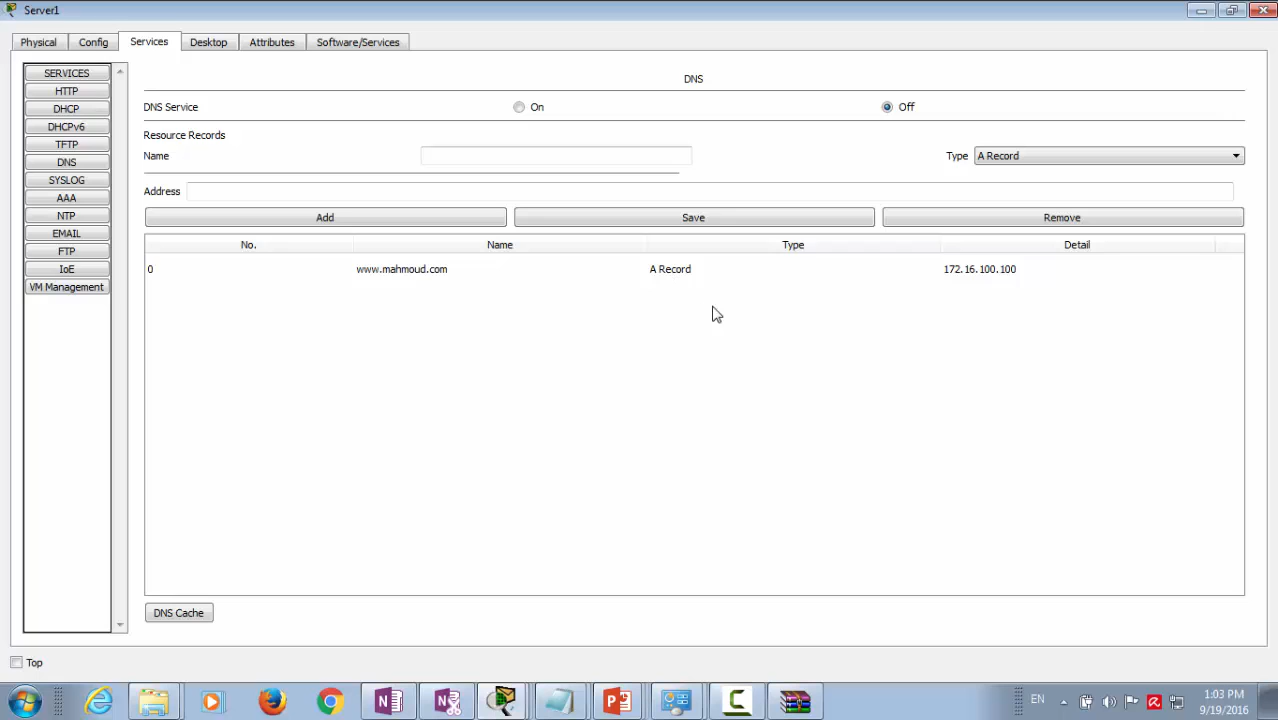 Server1
Physical Config Services Desktop Attributes Software/Services
SERVICES
HTTP
DHCP
DHCPv6
TFTP
DNS
SYSLOG
AAA
NTP
EMAIL
FTP
IoE
VM Management
DNS
DNS Service On Off
Resource Records
Name Type A Record
Address
Add Save Remove
No. Name Type Detail
0 www.mahmoud.com A Record 172.16.100.100
DNS Cache
Top
EN 1:03 PM
9/19/2016